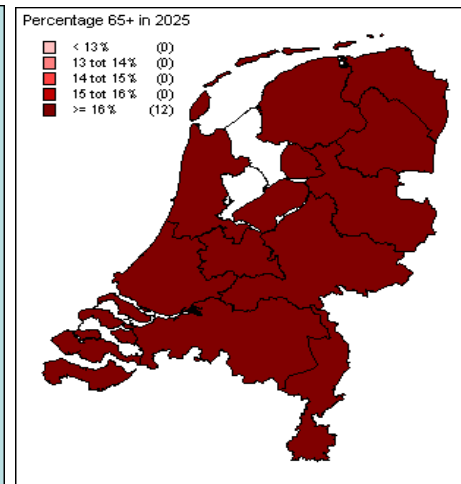 Percentage 65+ in 2025
< 13% (0)
13 tot 14% (0)
14 tot 15% (0)
15 tot 16% (0)
>= 16% (12)